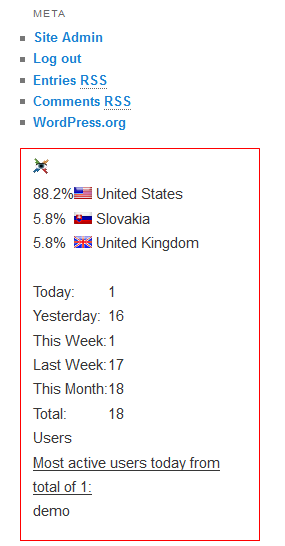 META
Site Admin
Log out
Entries RSS
Comments RSS
WordPress.org
88.2% United States
5.8% Slovakia
5.8% United Kingdom
Today: 1
Yesterday: 16
This Week: 1
Last Week: 17
This Month: 18
Total: 18
Users
Most active users today from
total of 1:
demo